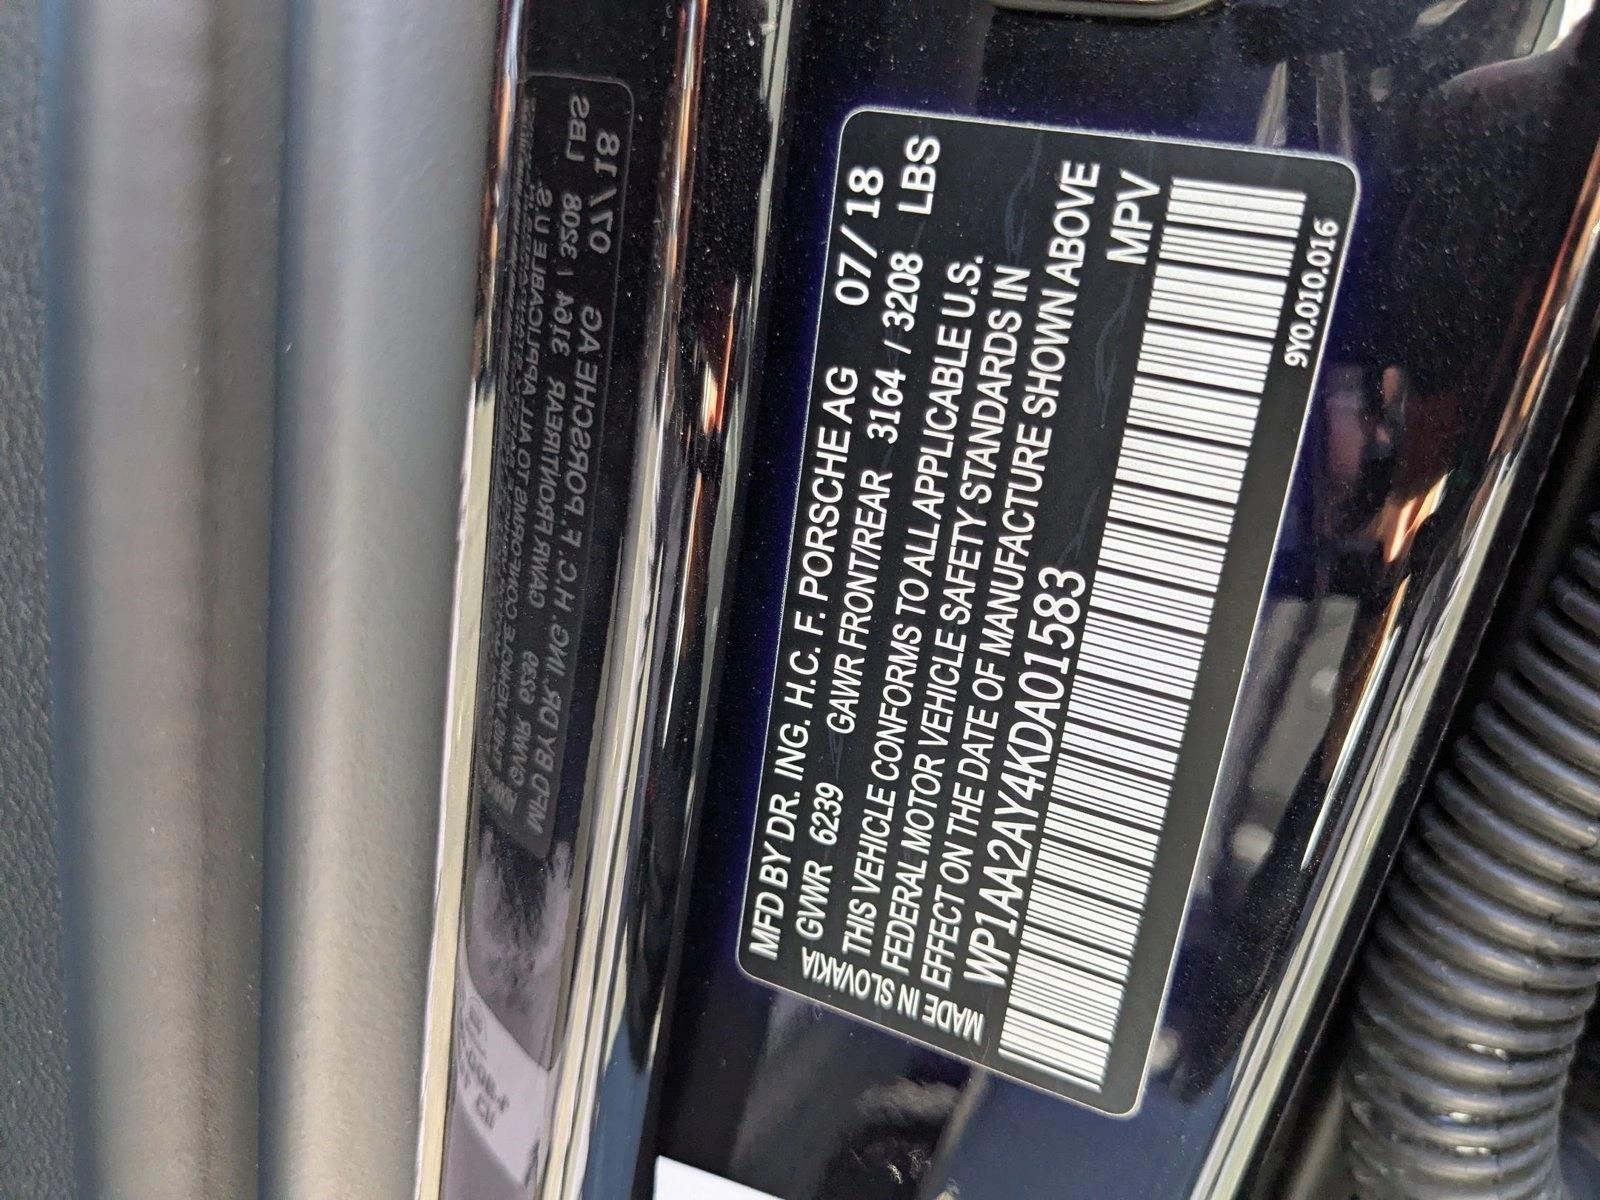 MFD BY DR. ING. H.C. F. PORSCHE AG 07/18
GVWR 6239 GAWR FRONT/REAR 3164 / 3208 LBS
THIS VEHICLE CONFORMS TO ALL APPLICABLE U.S.
FEDERAL MOTOR VEHICLE SAFETY STANDARDS IN
EFFECT ON THE DATE OF MANUFACTURE SHOWN ABOVE
WP1AA2AY4KDA01583 MPV
MADE IN SLOVAKIA
9Y0.010.016